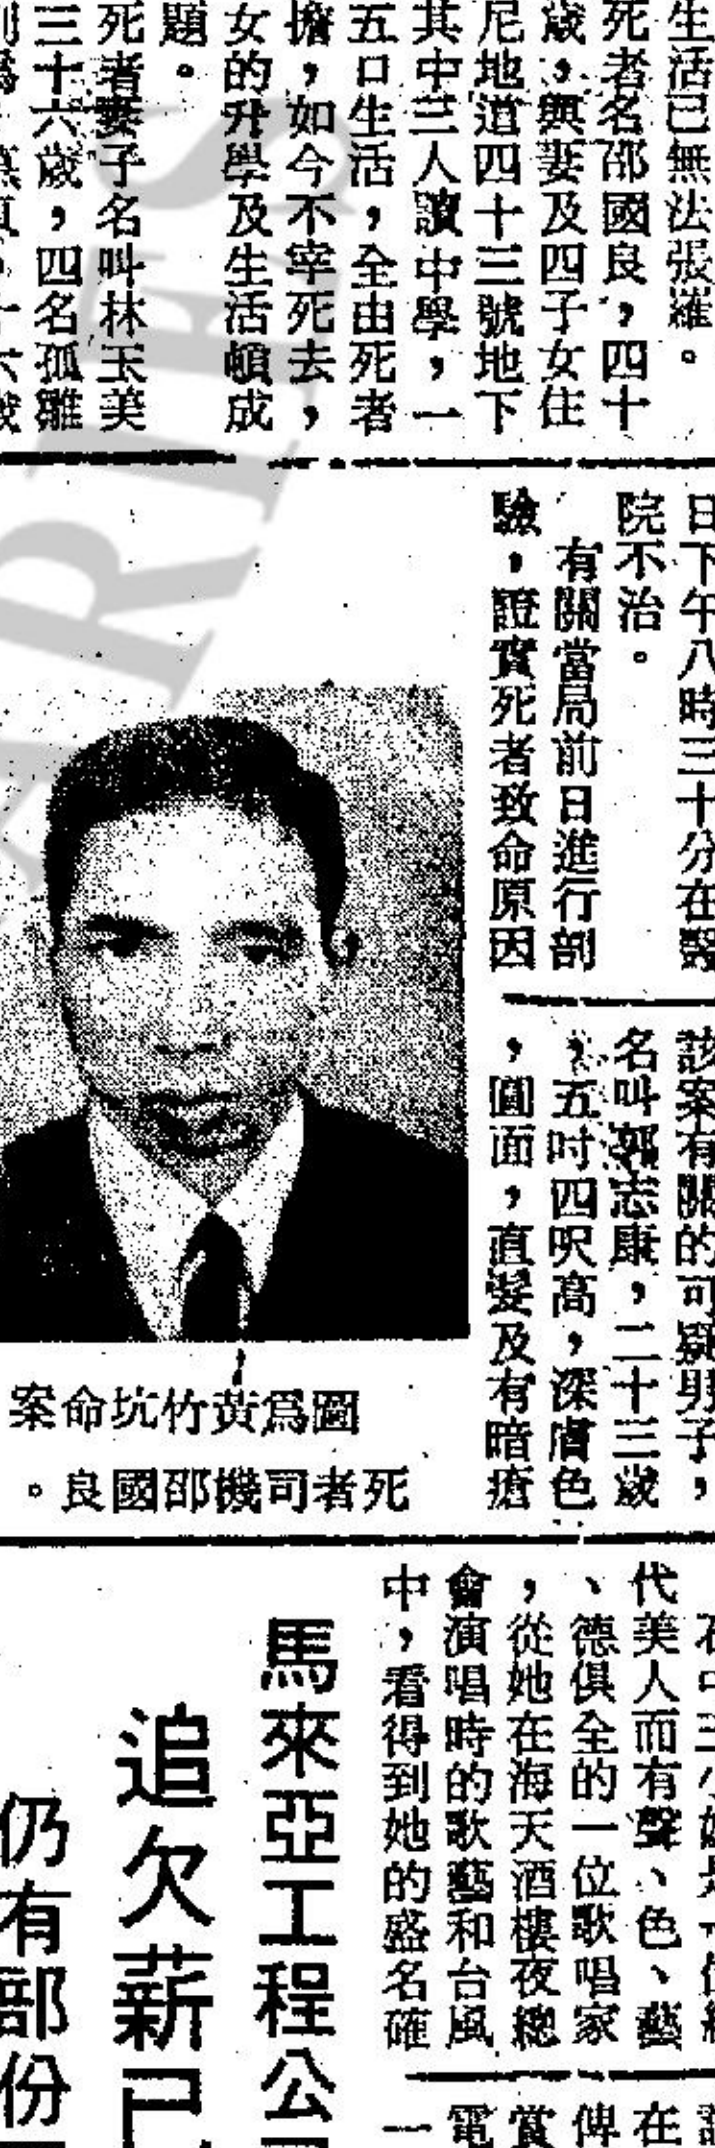 生活已無法張羅。
死者名邵國良，四十
歲，與妻及四子女住
尼地道四十三號地下
其中三人讀中學，一
五口生活，全由死者
擔，如今不幸死去，
女的升學及生活頓成
題。
死者妻子名叫林玉美
三十六歲，四名孤雛
日下午八時三十分在醫
院不治。
有關當局前日進行剖
驗，證實死者致命原因
該案有關的可疑男子，
名叫郭志康，二十三歲
，五吋四呎高，深膚色
，圓面，直髮及有暗瘡
圖為黃竹坑命案
死者司機邵國良。
代美人而有聲、色、藝
、德俱全的一位歌唱家
，從她在海天酒樓夜總
會演唱時的歌藝和台風
中，看得到她的盛名確
在
俾
賞
電
一
馬來亞工程公
追欠薪已
仍有部份
ARIES